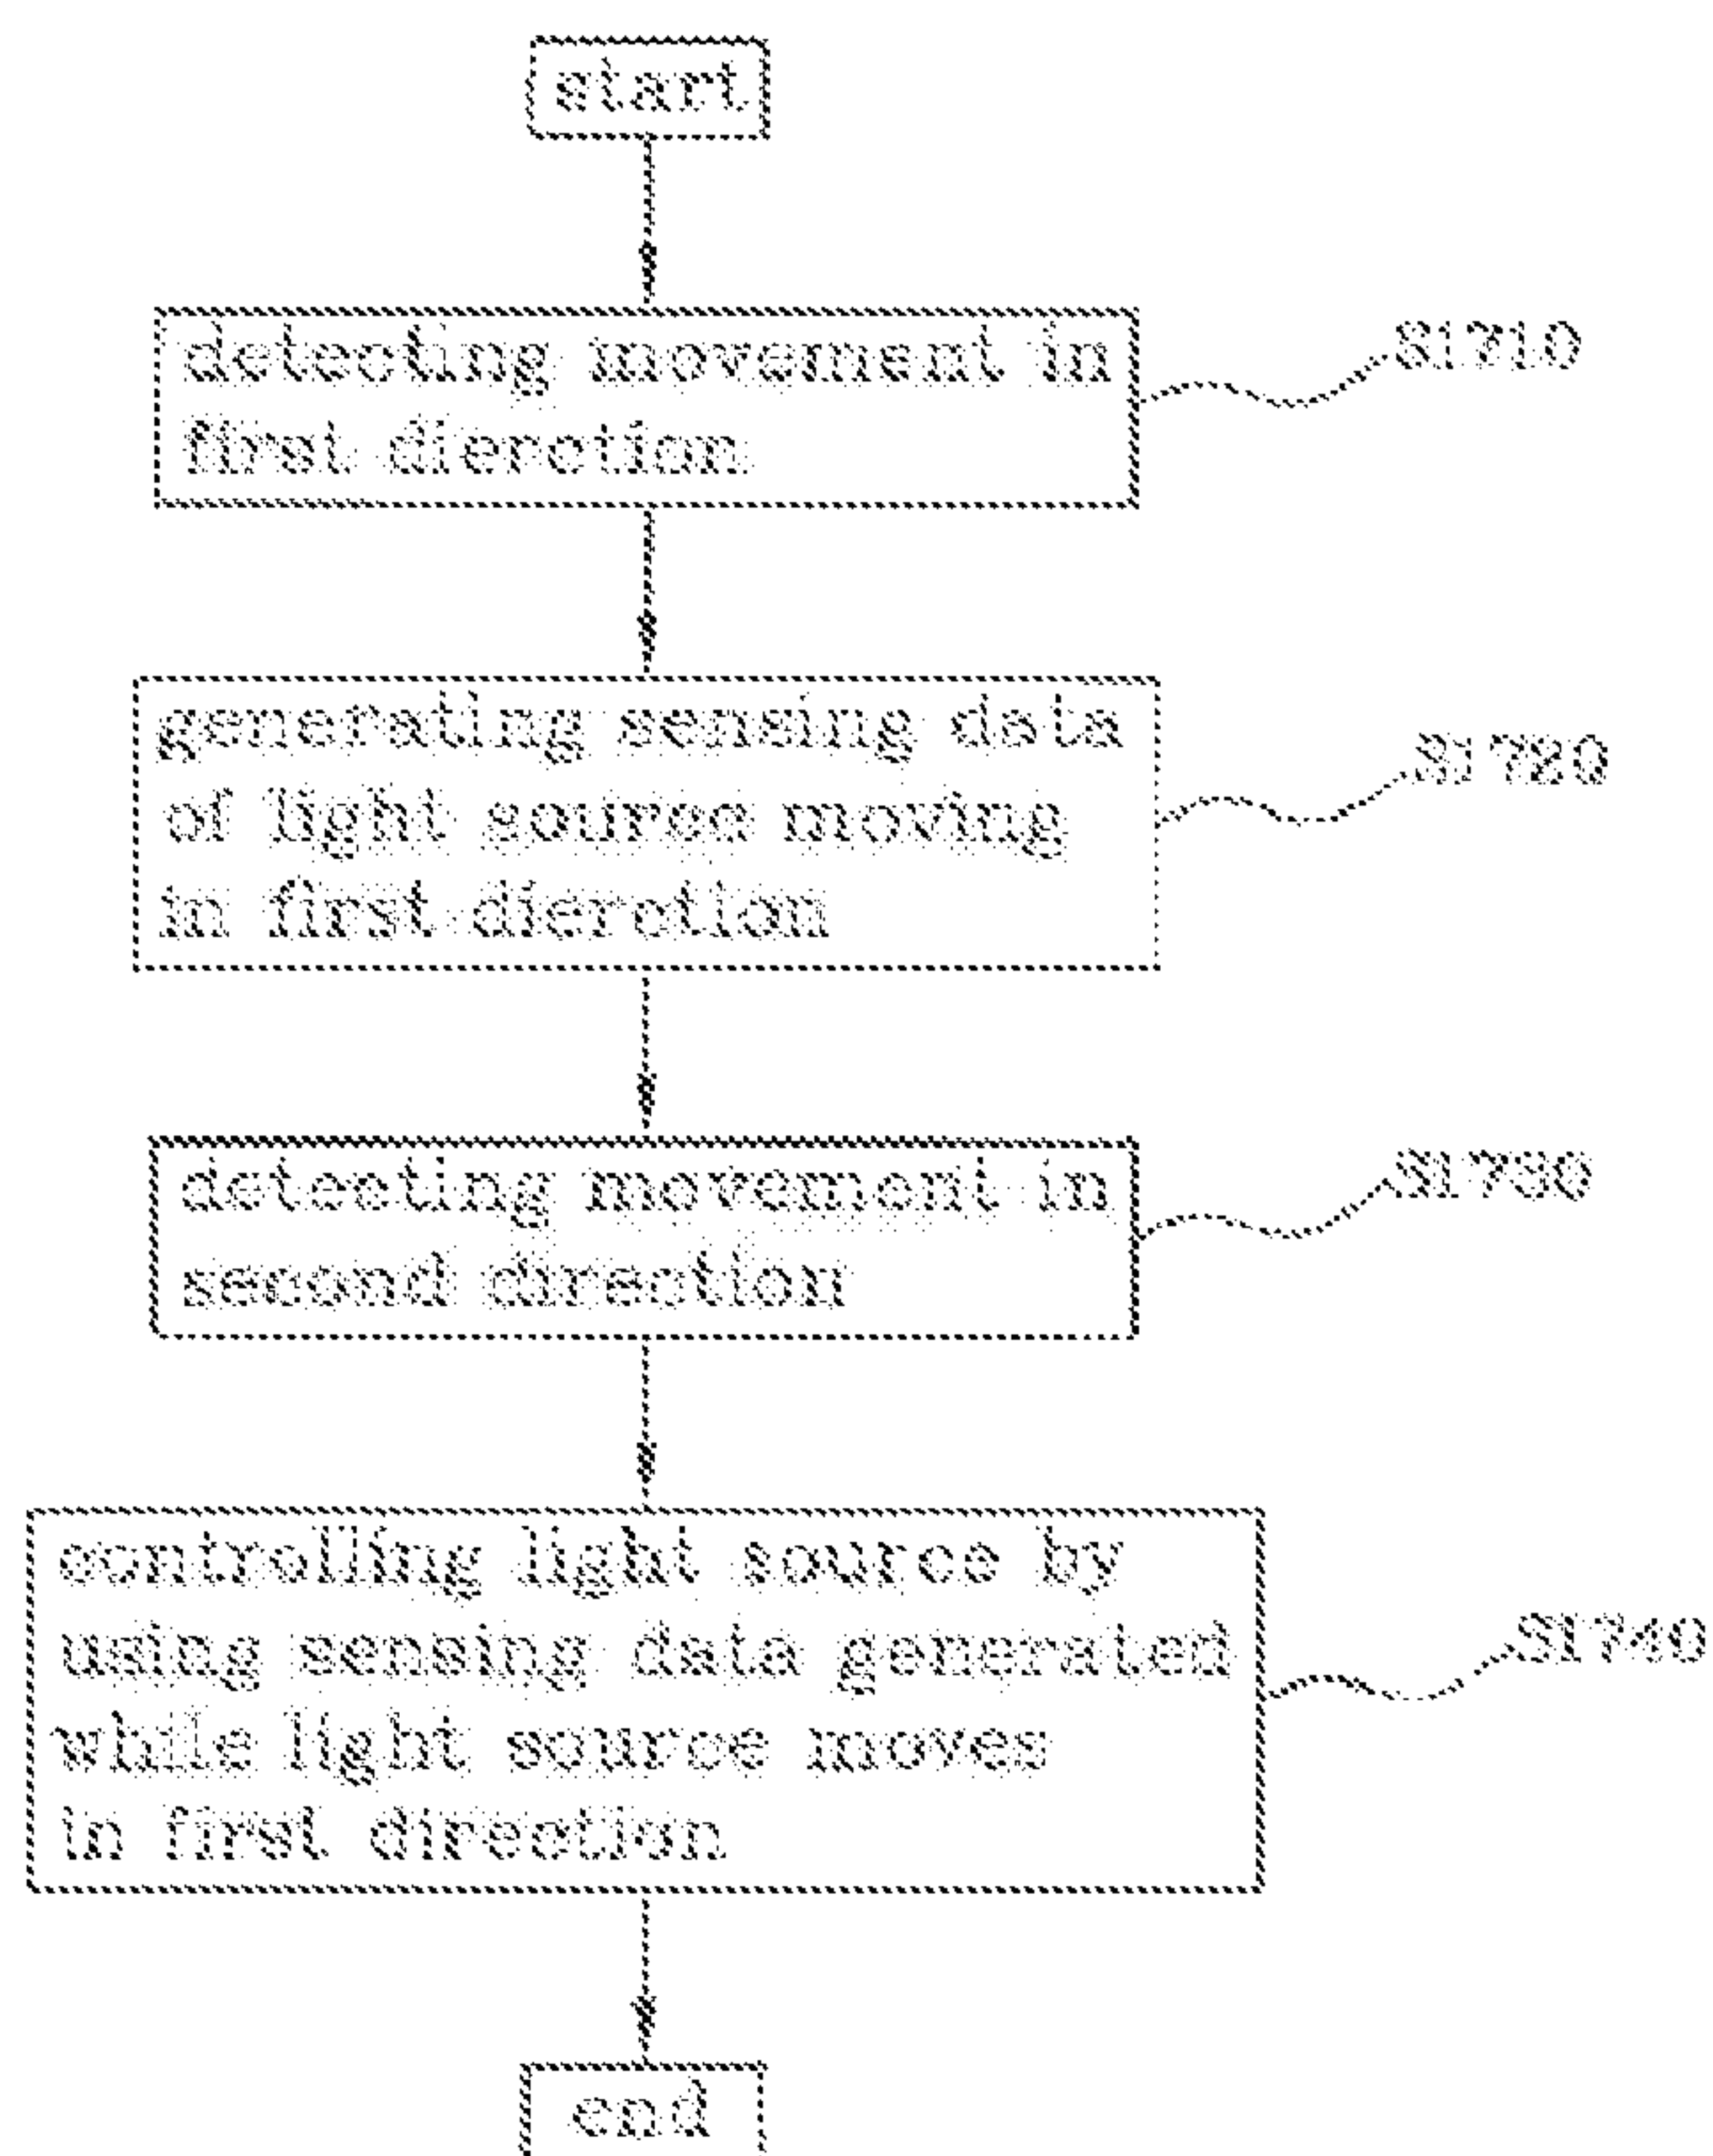 start
detecting movement in
S1710
first dierction
generating sensing data
S1720
of light source moving
in first dierction
detecting movement in
S1730
second direction
controlling light source by
using sensing data generated
S1740
while light source moves
in first direction
end